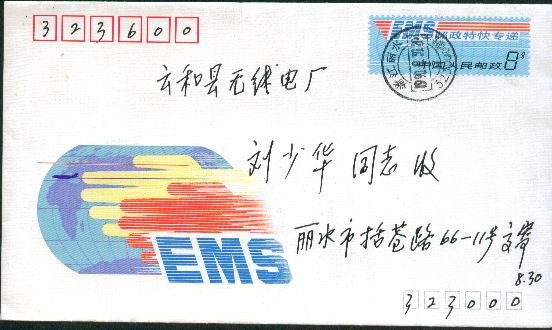 323600
EMS
邮政特快专递
中国人民邮政 8分
云和县无线电厂
刘少华 同志 收
EMS
丽水市括苍路66-11号
8.30
323000